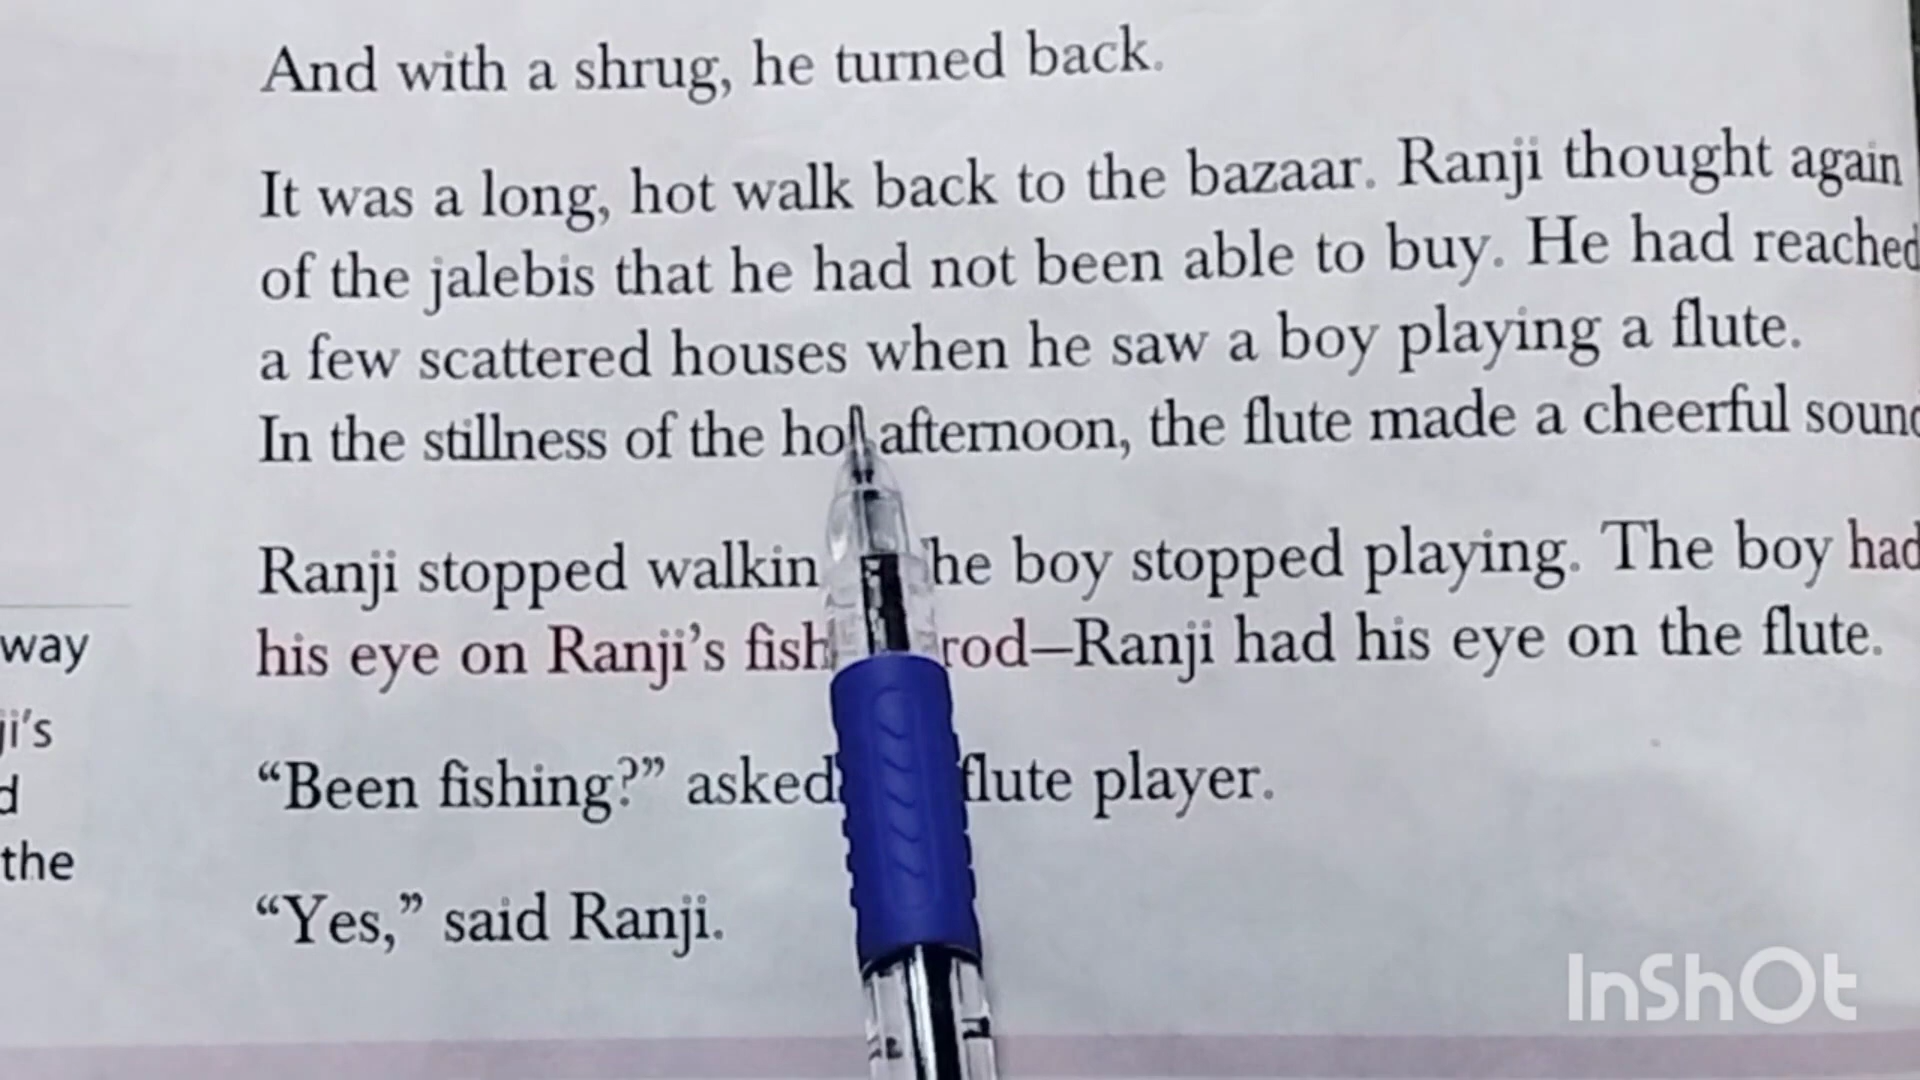 And with a shrug, he turned back.
It was a long, hot walk back to the bazaar. Ranji thought again
of the jalebis that he had not been able to buy. He had reached
a few scattered houses when he saw a boy playing a flute.
In the stillness of the hot afternoon, the flute made a cheerful sound
Ranji stopped walkin he boy stopped playing. The boy had
his eye on Ranji's fish rod—Ranji had his eye on the flute.
"Been fishing?" asked flute player.
"Yes," said Ranji.
way
ji's
d
the
InShOt